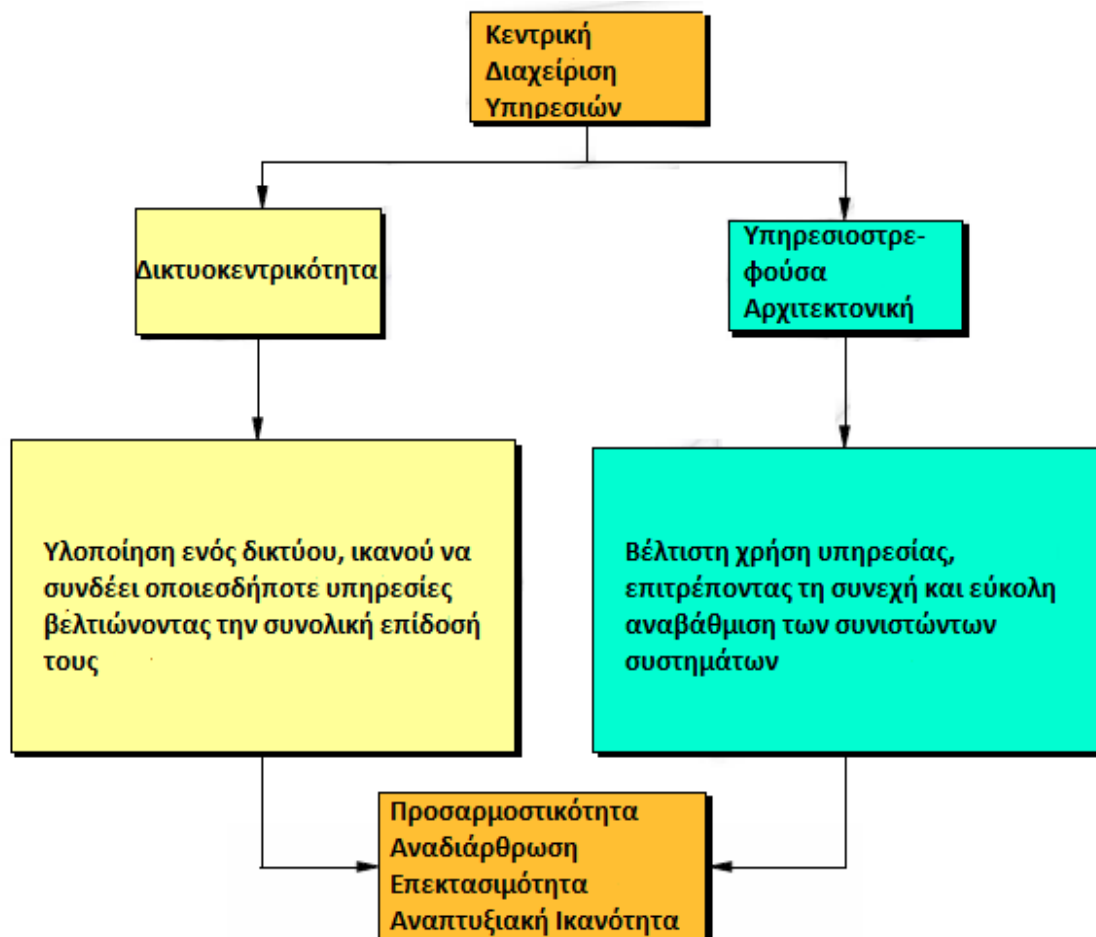 Κεντρική
Διαχείριση
Υπηρεσιών
Δικτυοκεντρικότητα
Υπηρεσιοστρε-
φούσα
Αρχιτεκτονική
Υλοποίηση ενός δικτύου, ικανού να
συνδέει οποιεσδήποτε υπηρεσίες
βελτιώνοντας την συνολική επίδοσή
τους
Βέλτιστη χρήση υπηρεσίας,
επιτρέποντας τη συνεχή και εύκολη
αναβάθμιση των συνιστώντων
συστημάτων
Προσαρμοστικότητα
Αναδιάρθρωση
Επεκτασιμότητα
Αναπτυξιακή Ικανότητα